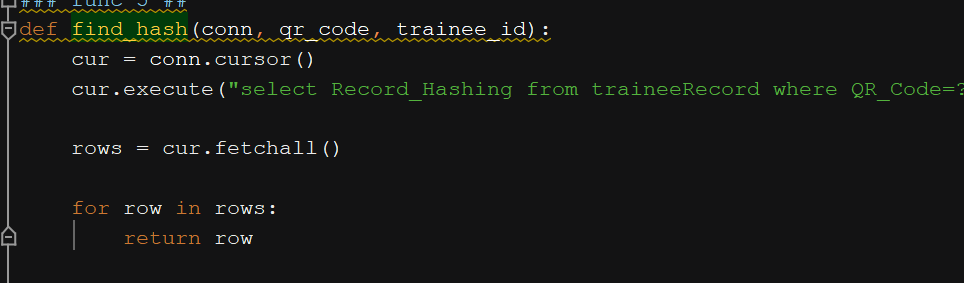 ### func 5 ##
def find_hash(conn, qr_code, trainee_id):
cur = conn.cursor()
cur.execute("select Record_Hashing from traineeRecord where QR_Code=?
rows = cur.fetchall()
for row in rows:
return row